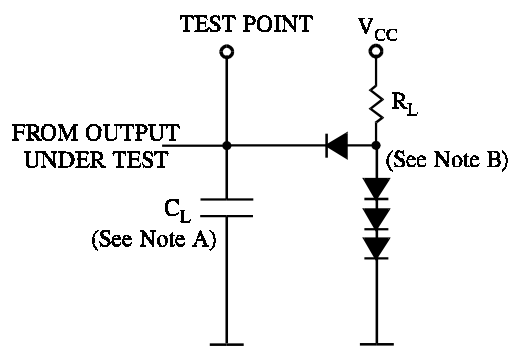 TEST POINT
VCC
RL
FROM OUTPUT
UNDER TEST
(See Note B)
CL
(See Note A)